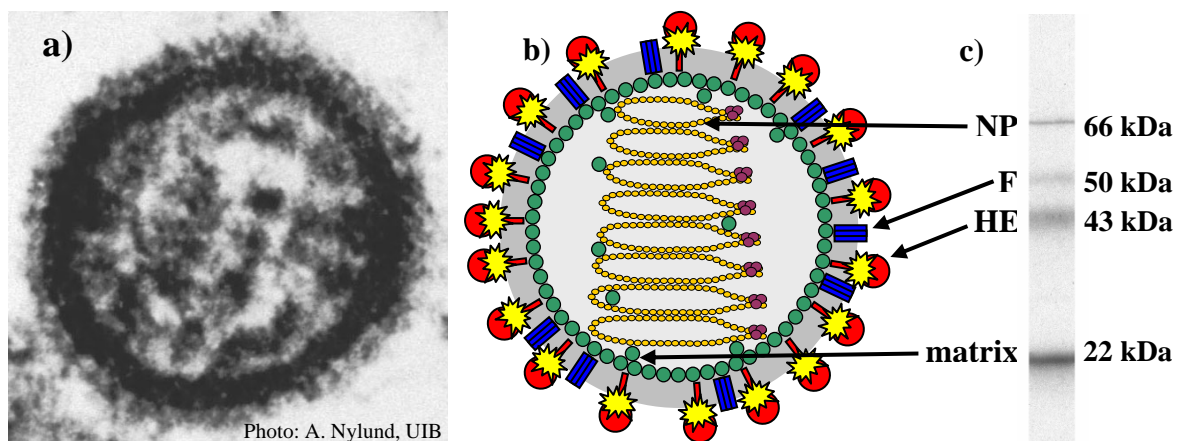 a)
b)
c)
NP 66 kDa
F 50 kDa
HE 43 kDa
matrix 22 kDa
Photo: A. Nylund, UIB